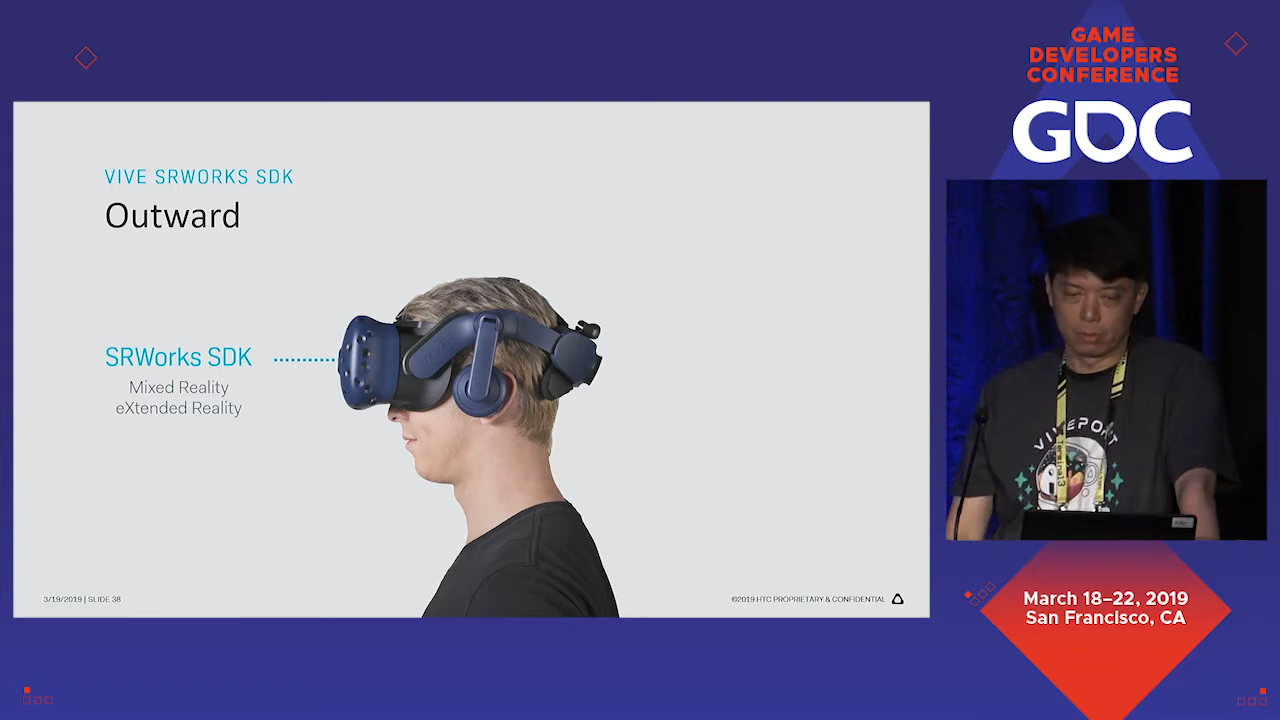 GAME
DEVELOPERS
CONFERENCE
GDC
VIVE SRWORKS SDK
Outward
SRWorks SDK
Mixed Reality
eXtended Reality
3/19/2019 | SLIDE 38
©2019 HTC PROPRIETARY & CONFIDENTIAL
VIVEPORT
March 18–22, 2019
San Francisco, CA